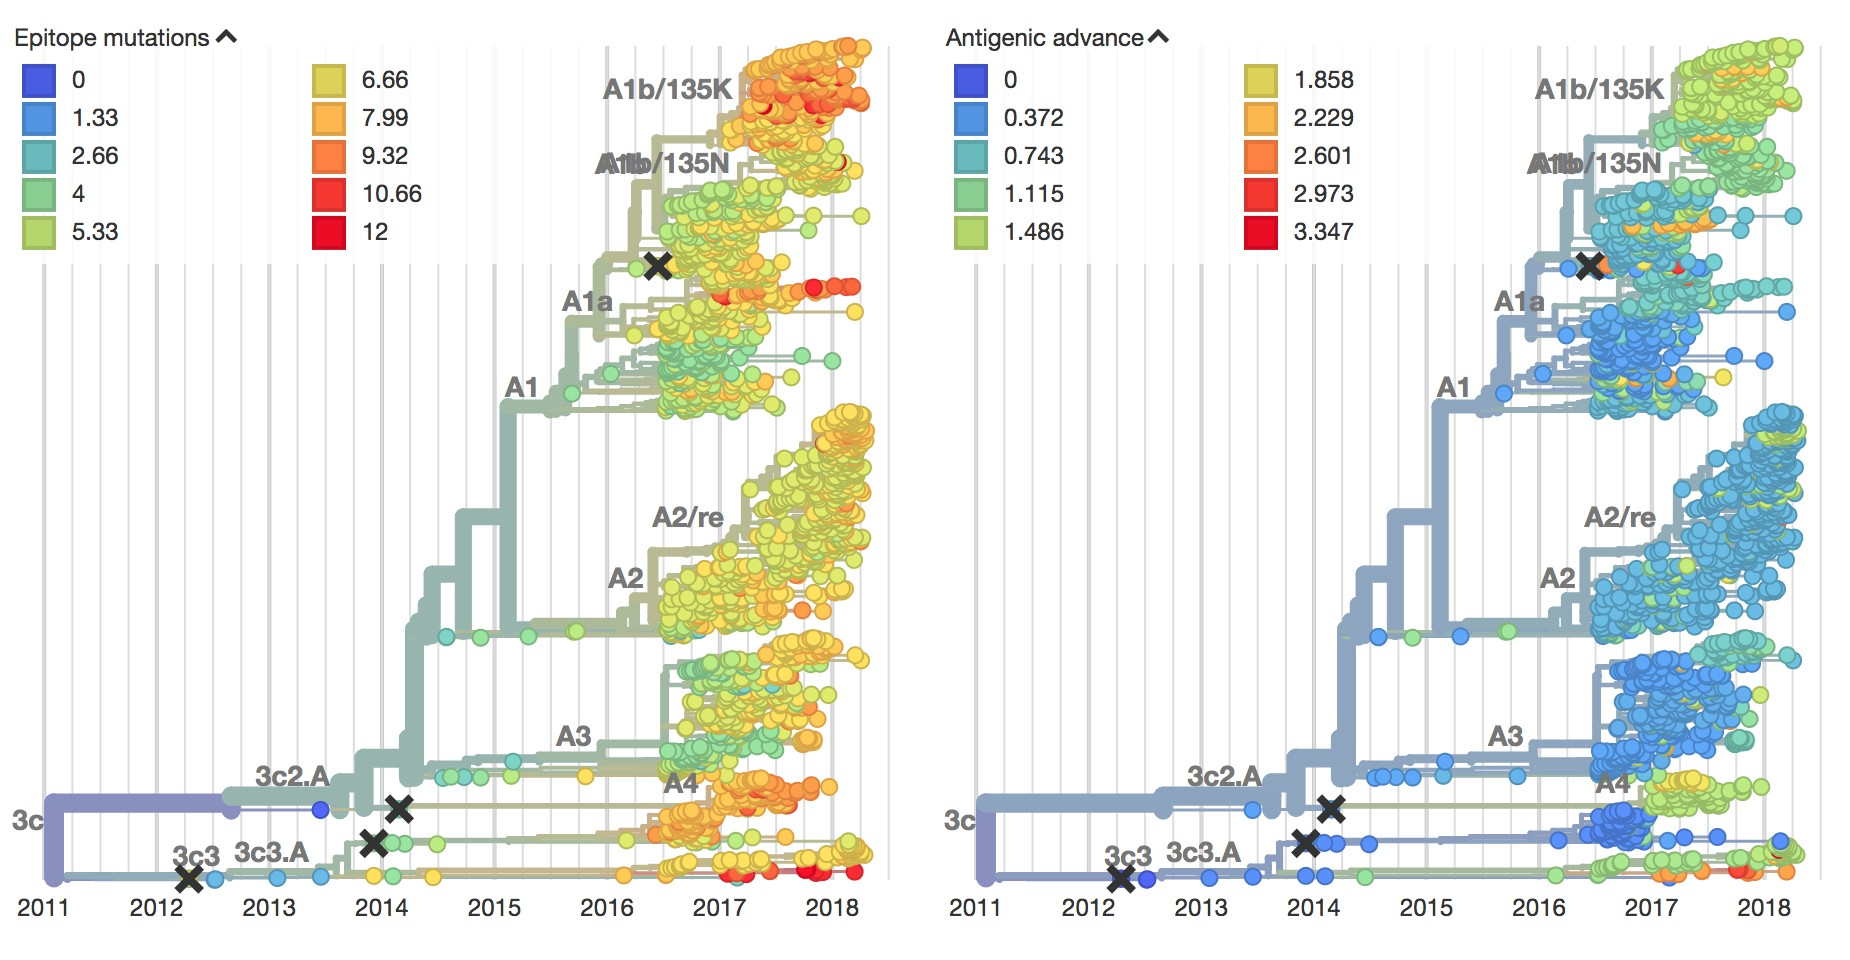 Epitope mutations
0
1.33
2.66
4
5.33
6.66
7.99
9.32
10.66
12
A1b/135K
A1b/135N
A1a
A1
A2/re
A2
A3
3c2.A
A4
3c
3c3
3c3.A
2011 2012 2013 2014 2015 2016 2017 2018
Antigenic advance
0
0.372
0.743
1.115
1.486
1.858
2.229
2.601
2.973
3.347
A1b/135K
A1b/135N
A1a
A1
A2/re
A2
A3
3c2.A
A4
3c
3c3
3c3.A
2011 2012 2013 2014 2015 2016 2017 2018